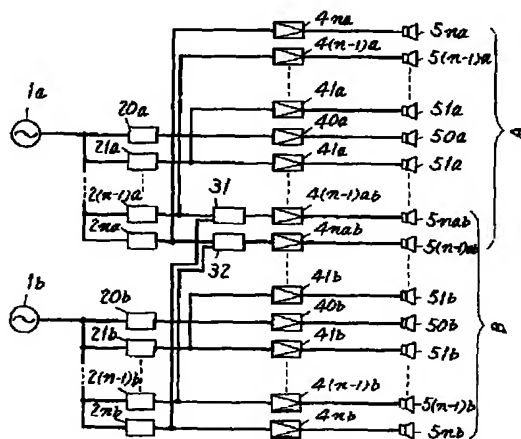 4na 5na
4(n-1)a 5(n-1)a
1a
41a 51a
20a 40a 50a A
21a 41a 51a
31
2(n-1)a 4(n-1)ab 5nab
2na 4nab 5(n-1)ab
32
41b 51b
1b 20b 40b 50b B
21b 41b 51b
2(n-1)b 4(n-1)b 5(n-1)b
2nb 4nb 5nb